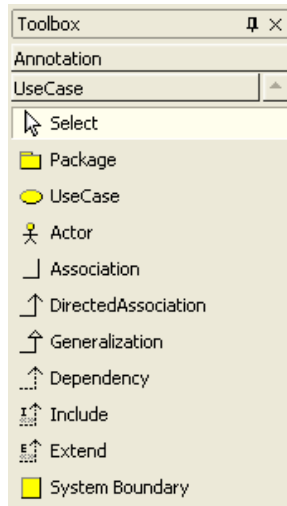 Toolbox
Annotation
UseCase
Select
Package
UseCase
Actor
Association
DirectedAssociation
Generalization
Dependency
I Include
E Extend
System Boundary